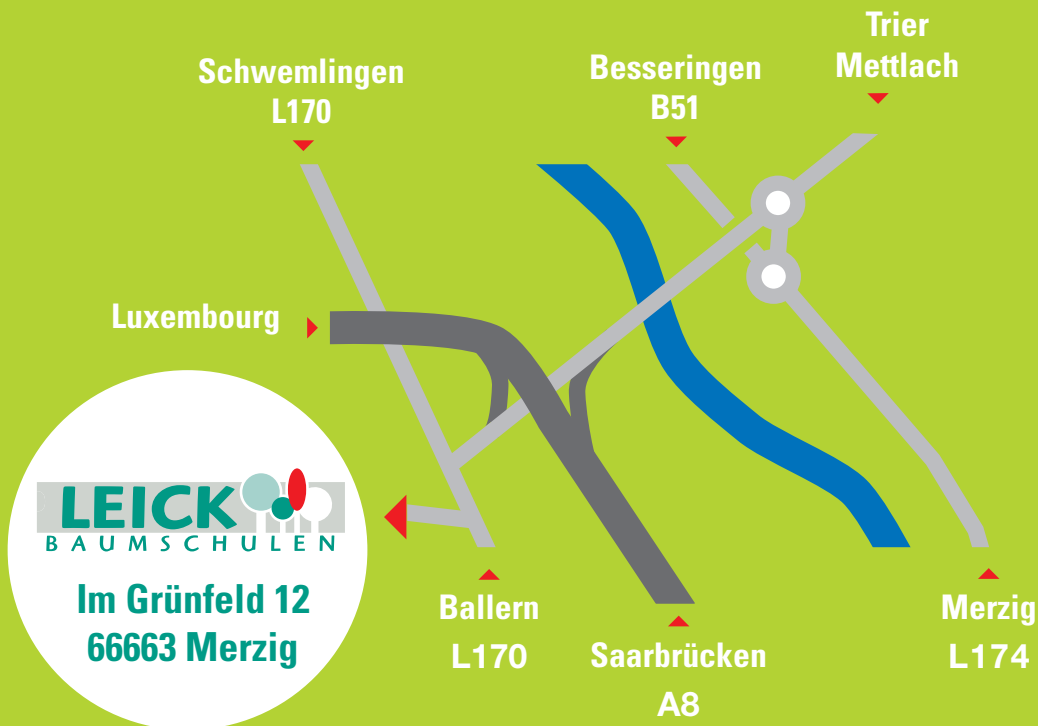 Trier
Mettlach
Schwemlingen
L170
Besseringen
B51
Luxembourg
LEICK
BAUMSCHULEN
Im Grünfeld 12
66663 Merzig
Ballern
L170
Saarbrücken
A8
Merzig
L174